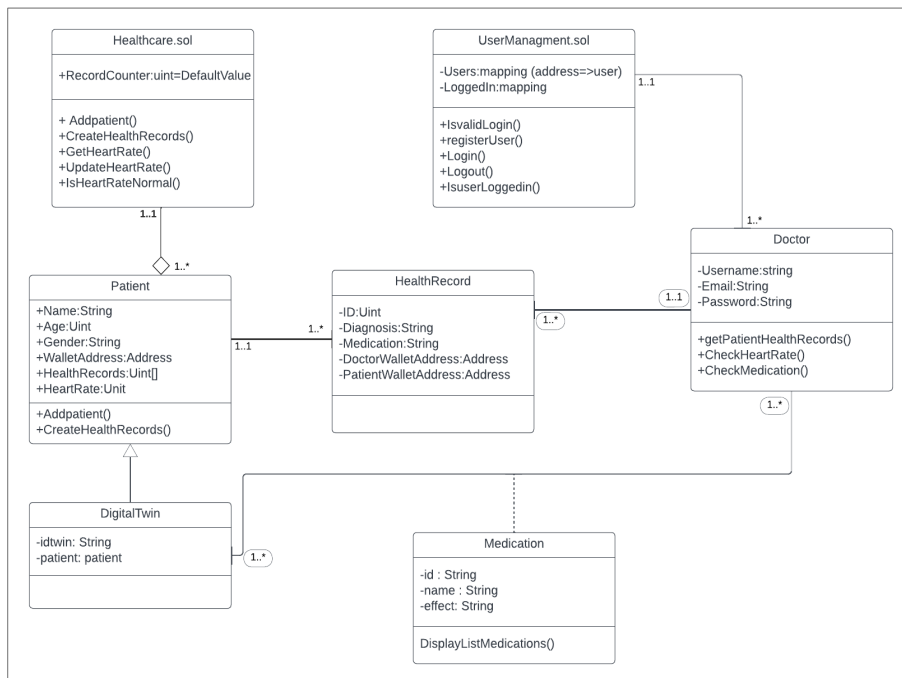 Healthcare.sol
+RecordCounter:uint=DefaultValue
+ Addpatient()
+CreateHealthRecords()
+GetHeartRate()
+UpdateHeartRate()
+IsHeartRateNormal()
1..1
1..*
UserManagment.sol
-Users:mapping (address=>user)
-LoggedIn:mapping
+IsvalidLogin()
+registerUser()
+Login()
+Logout()
+IsuserLoggedin()
1..1
1..*
Patient
+Name:String
+Age:Uint
+Gender:String
+WalletAddress:Address
+HealthRecords:Uint[]
+HeartRate:Unit
+Addpatient()
+CreateHealthRecords()
1..1
1..*
HealthRecord
-ID:Uint
-Diagnosis:String
-Medication:String
-DoctorWalletAddress:Address
-PatientWalletAddress:Address
1..*
1..1
Doctor
-Username:string
-Email:String
-Password:String
+getPatientHealthRecords()
+CheckHeartRate()
+CheckMedication()
1..*
DigitalTwin
-idtwin: String
-patient: patient
1..*
Medication
-id : String
-name : String
-effect: String
DisplayListMedications()